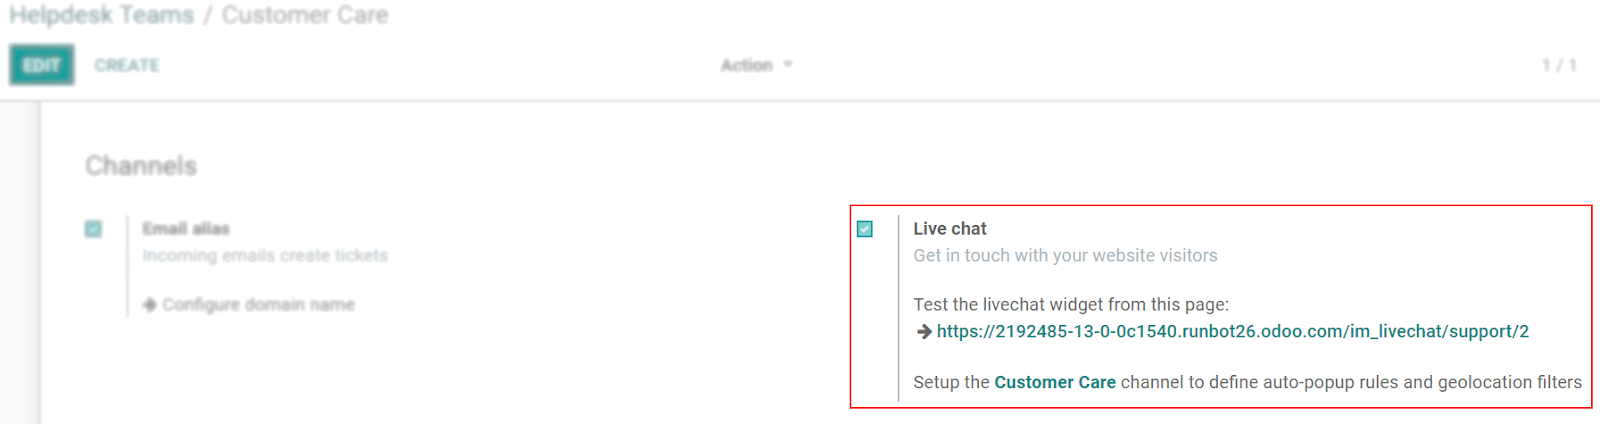 Helpdesk Teams / Customer Care
EDIT CREATE Action 1 / 1
Channels
Email alias
Incoming emails create tickets
Configure domain name
Live chat
Get in touch with your website visitors
Test the livechat widget from this page:
https://2192485-13-0-0c1540.runbot26.odoo.com/im_livechat/support/2
Setup the Customer Care channel to define auto-popup rules and geolocation filters